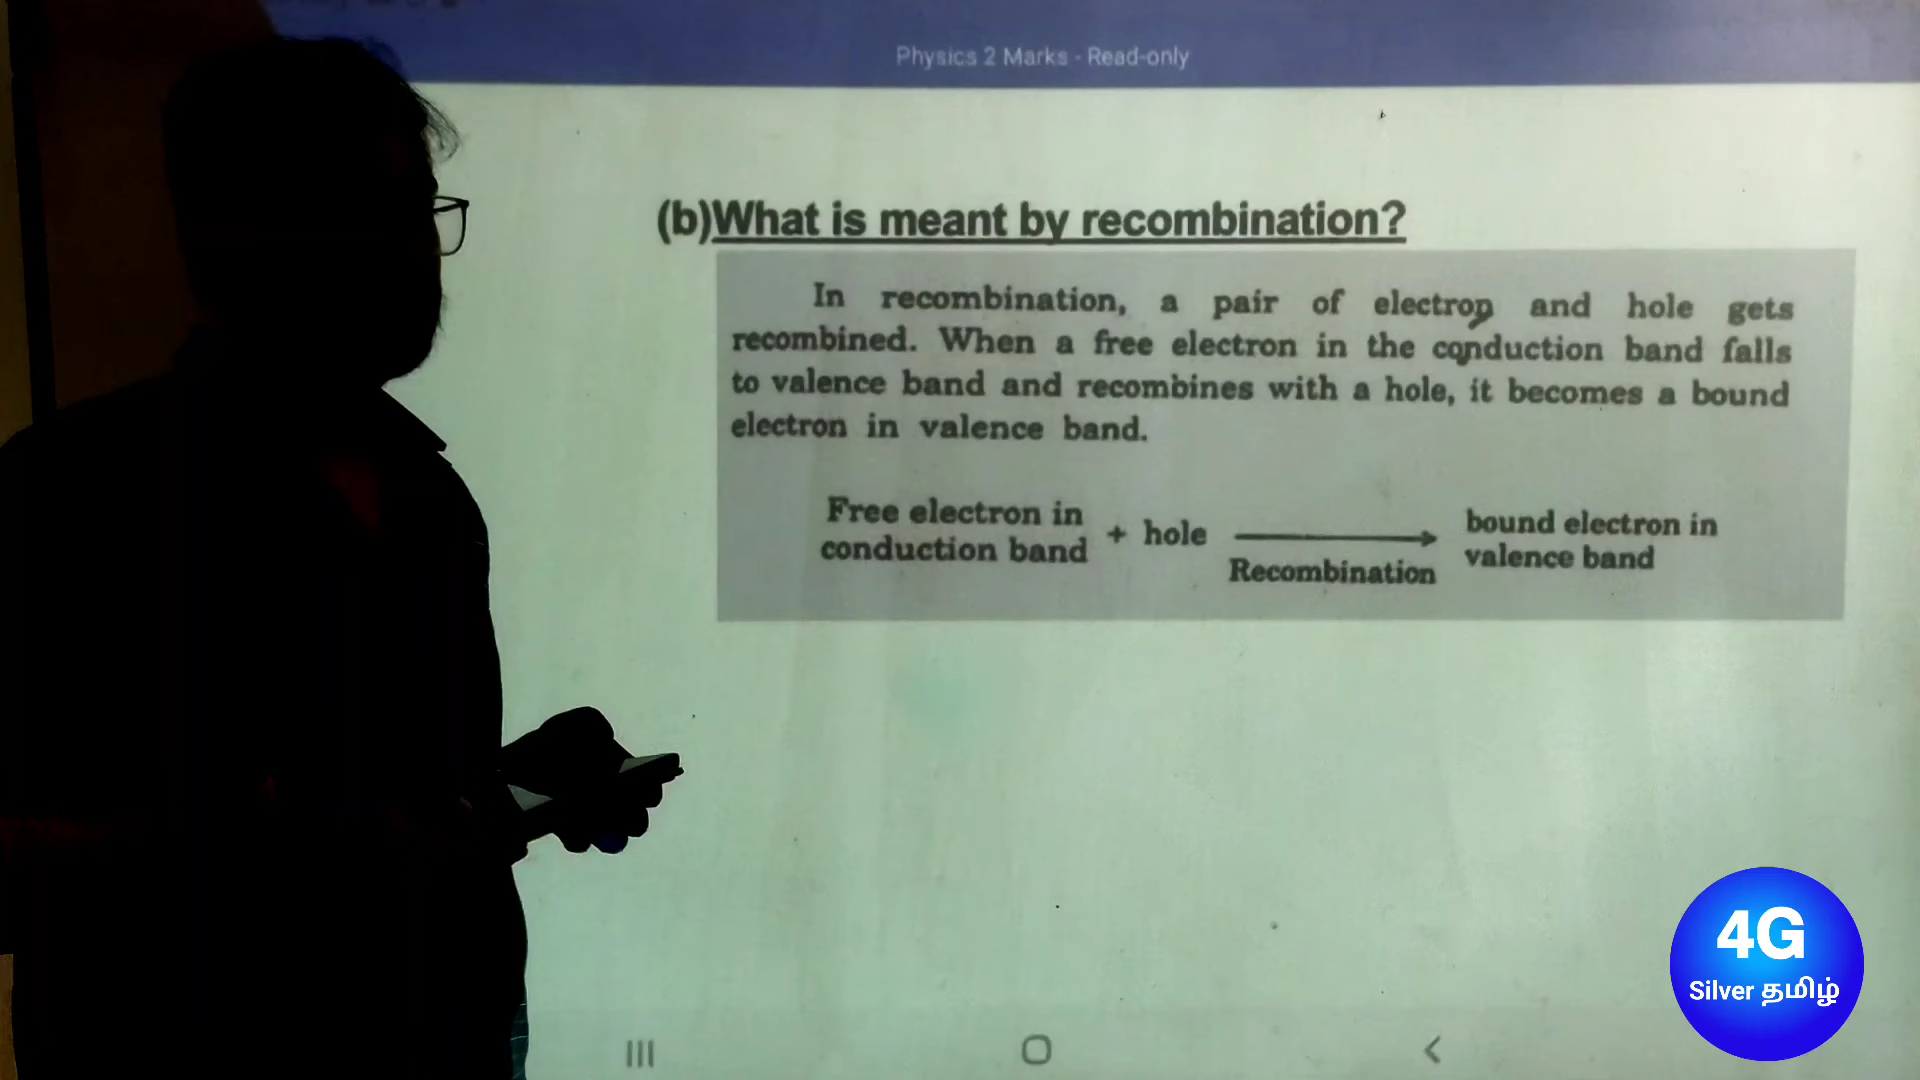 Physics 2 Marks - Read-only
(b)What is meant by recombination?
In recombination, a pair of electron and hole gets
recombined. When a free electron in the conduction band falls
to valence band and recombines with a hole, it becomes a bound
electron in valence band.
Free electron in
conduction band
+ hole
Recombination
bound electron in
valence band
4G
Silver தமிழ்